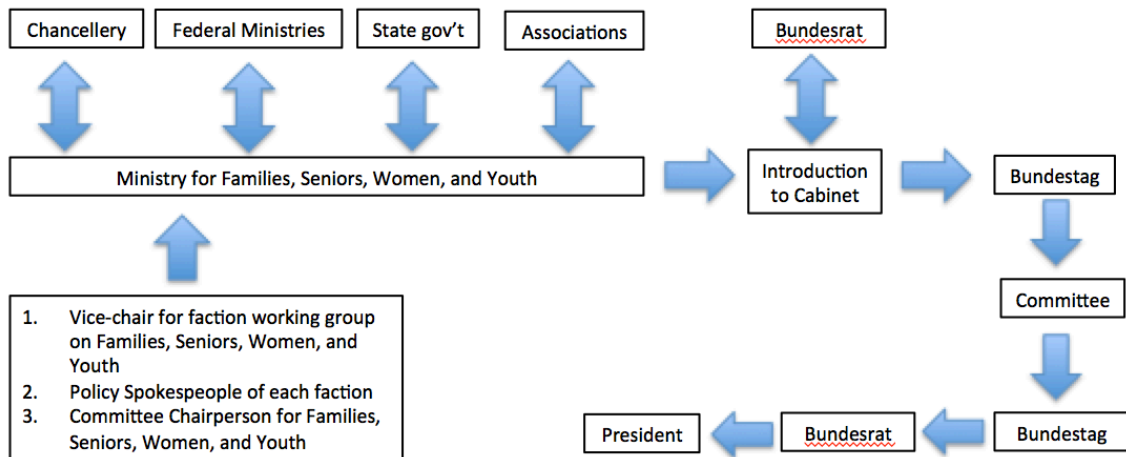 Chancellery
Federal Ministries
State gov't
Associations
Bundesrat
Ministry for Families, Seniors, Women, and Youth
Introduction
to Cabinet
Bundestag
Committee
1. Vice-chair for faction working group
on Families, Seniors, Women, and
Youth
2. Policy Spokespeople of each faction
3. Committee Chairperson for Families,
Seniors, Women, and Youth
President
Bundesrat
Bundestag